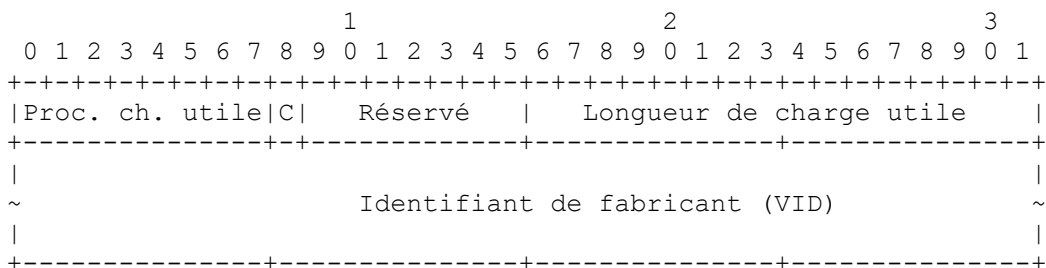 1                   2                   3
 0 1 2 3 4 5 6 7 8 9 0 1 2 3 4 5 6 7 8 9 0 1 2 3 4 5 6 7 8 9 0 1
+-+-+-+-+-+-+-+-+-+-+-+-+-+-+-+-+-+-+-+-+-+-+-+-+-+-+-+-+-+-+-+-+
|Proc. ch. utile|C|   Réservé   |   Longueur de charge utile    |
+---------------+-+-------------+---------------+---------------+
|                                                               |
~                     Identifiant de fabricant (VID)            ~
|                                                               |
+---------------+---------------+---------------+---------------+